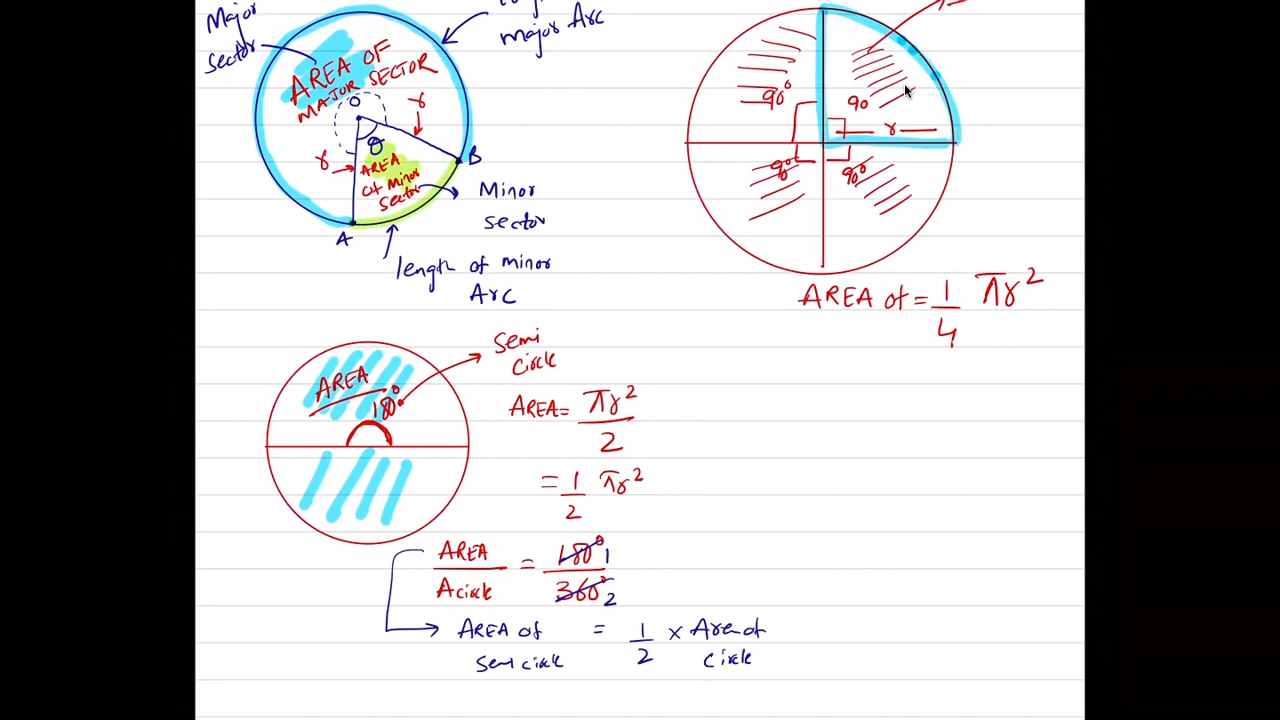 Major
sector
major Arc
AREA OF
MAJOR SECTOR
O
r
θ
r
AREA
of Minor
Sector
B
A
Minor
sector
length of minor
Arc
90°
90
r
90°
90°
AREA of = 1/4 πr²
AREA
180°
Semi
circle
AREA = πr²/2
= 1/2 πr²
AREA/A circle = 180° 1/360° 2
AREA of semi circle = 1/2 × Area of circle